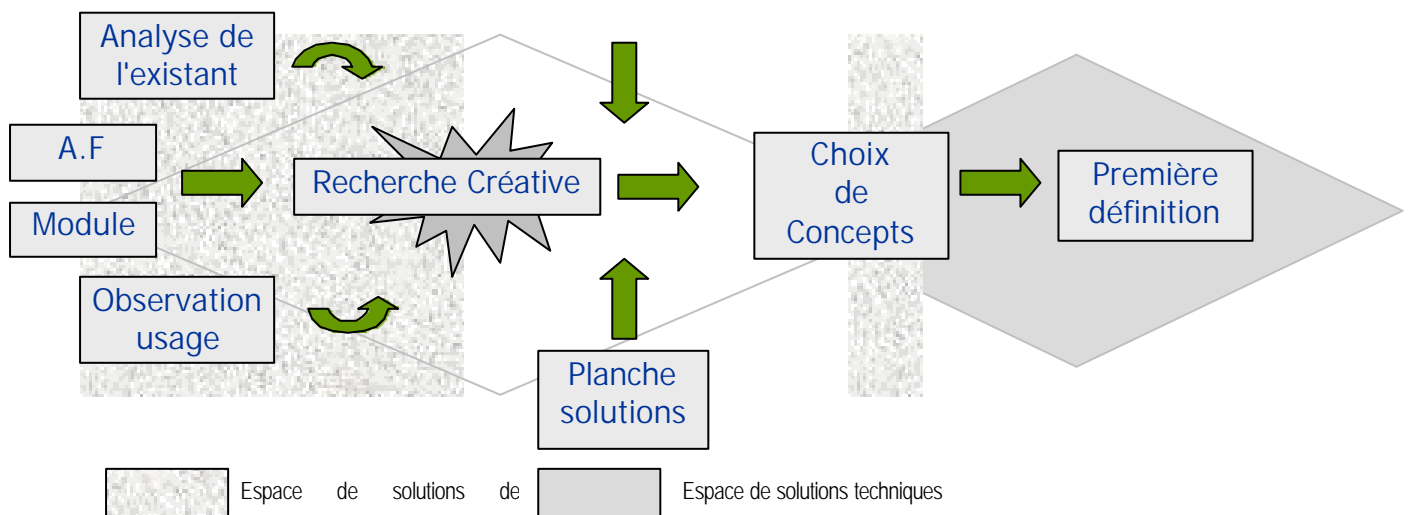 Analyse de
l'existant
A.F
Module
Observation
usage
Recherche Créative
Planche
solutions
Choix
de
Concepts
Première
définition
Espace de solutions de
Espace de solutions techniques